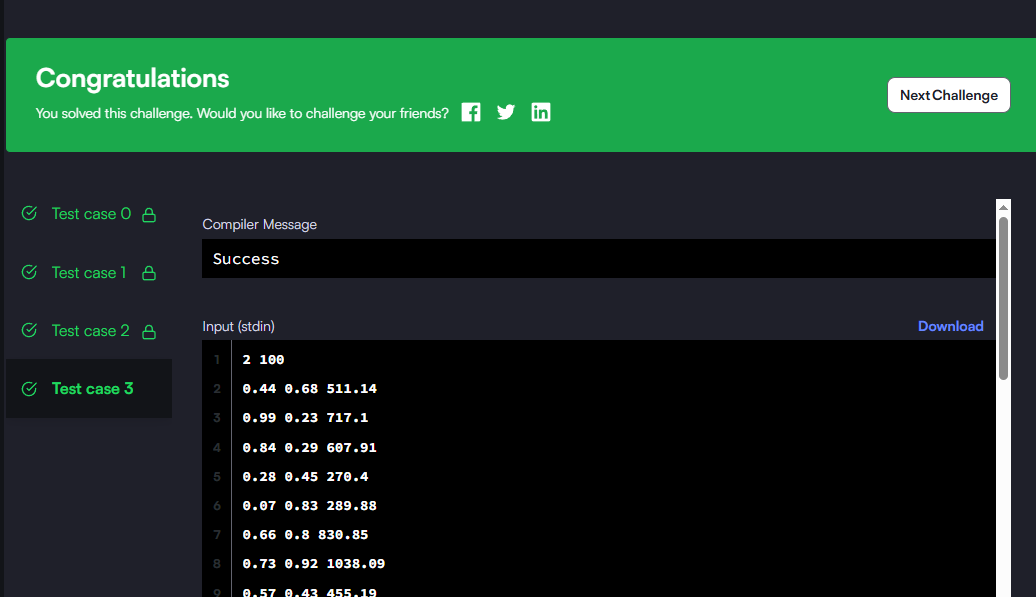 Congratulations
You solved this challenge. Would you like to challenge your friends?
Next Challenge
Test case 0
Test case 1
Test case 2
Test case 3
Compiler Message
Success
Input (stdin)
Download
1 2 100
2 0.44 0.68 511.14
3 0.99 0.23 717.1
4 0.84 0.29 607.91
5 0.28 0.45 270.4
6 0.07 0.83 289.88
7 0.66 0.8 830.85
8 0.73 0.92 1038.09
9 0.57 0.43 455.19